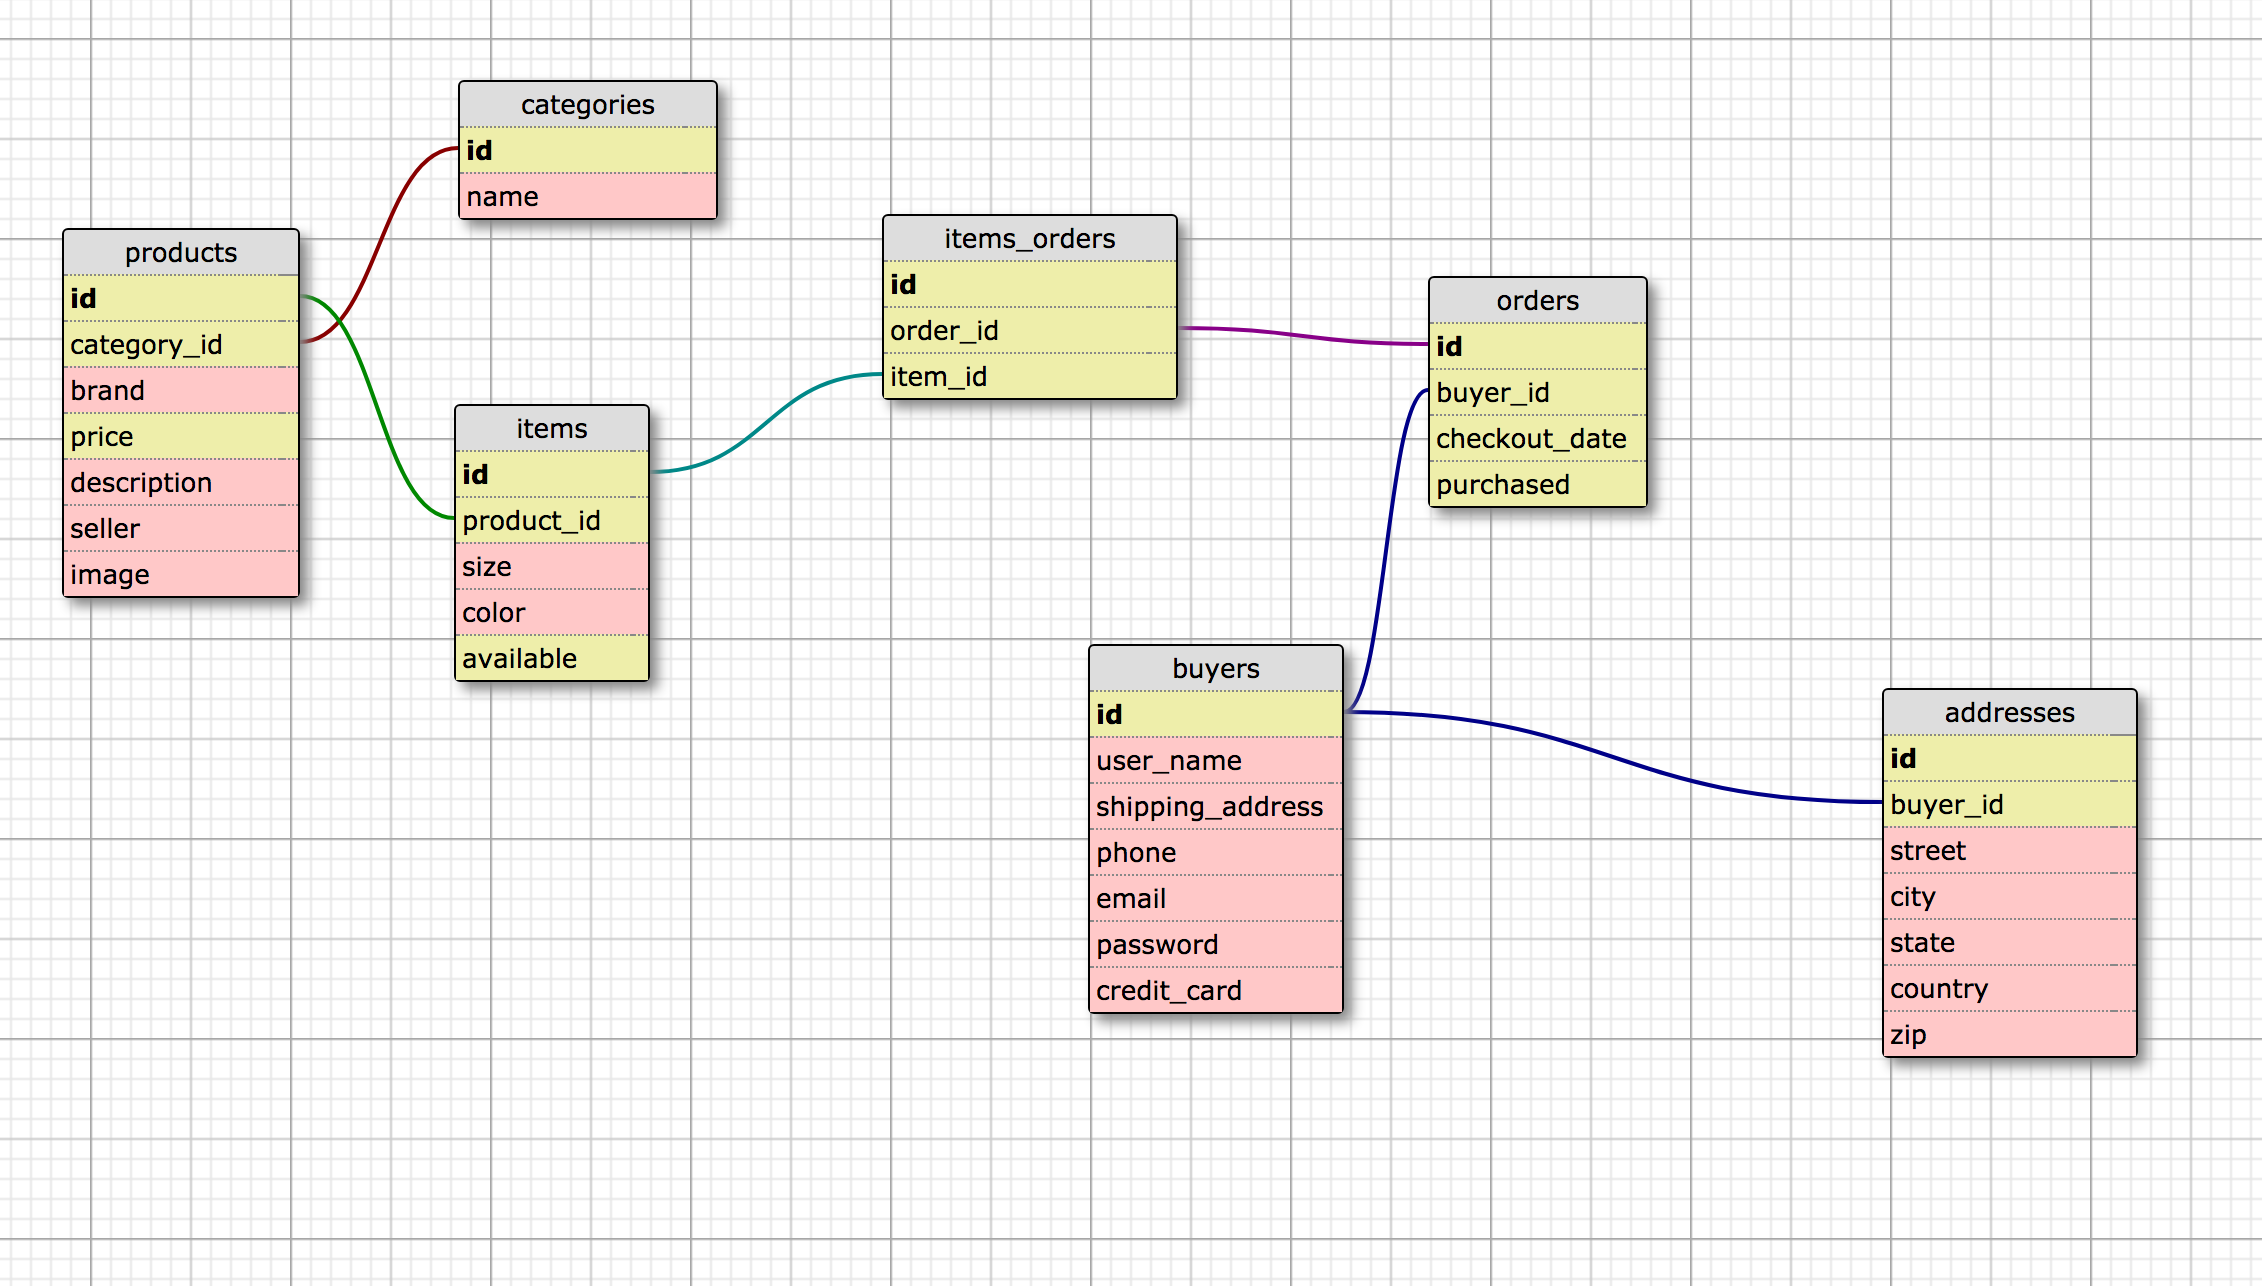 categories
id
name
products
id
category_id
brand
price
description
seller
image
items
id
product_id
size
color
available
items_orders
id
order_id
item_id
orders
id
buyer_id
checkout_date
purchased
buyers
id
user_name
shipping_address
phone
email
password
credit_card
addresses
id
buyer_id
street
city
state
country
zip